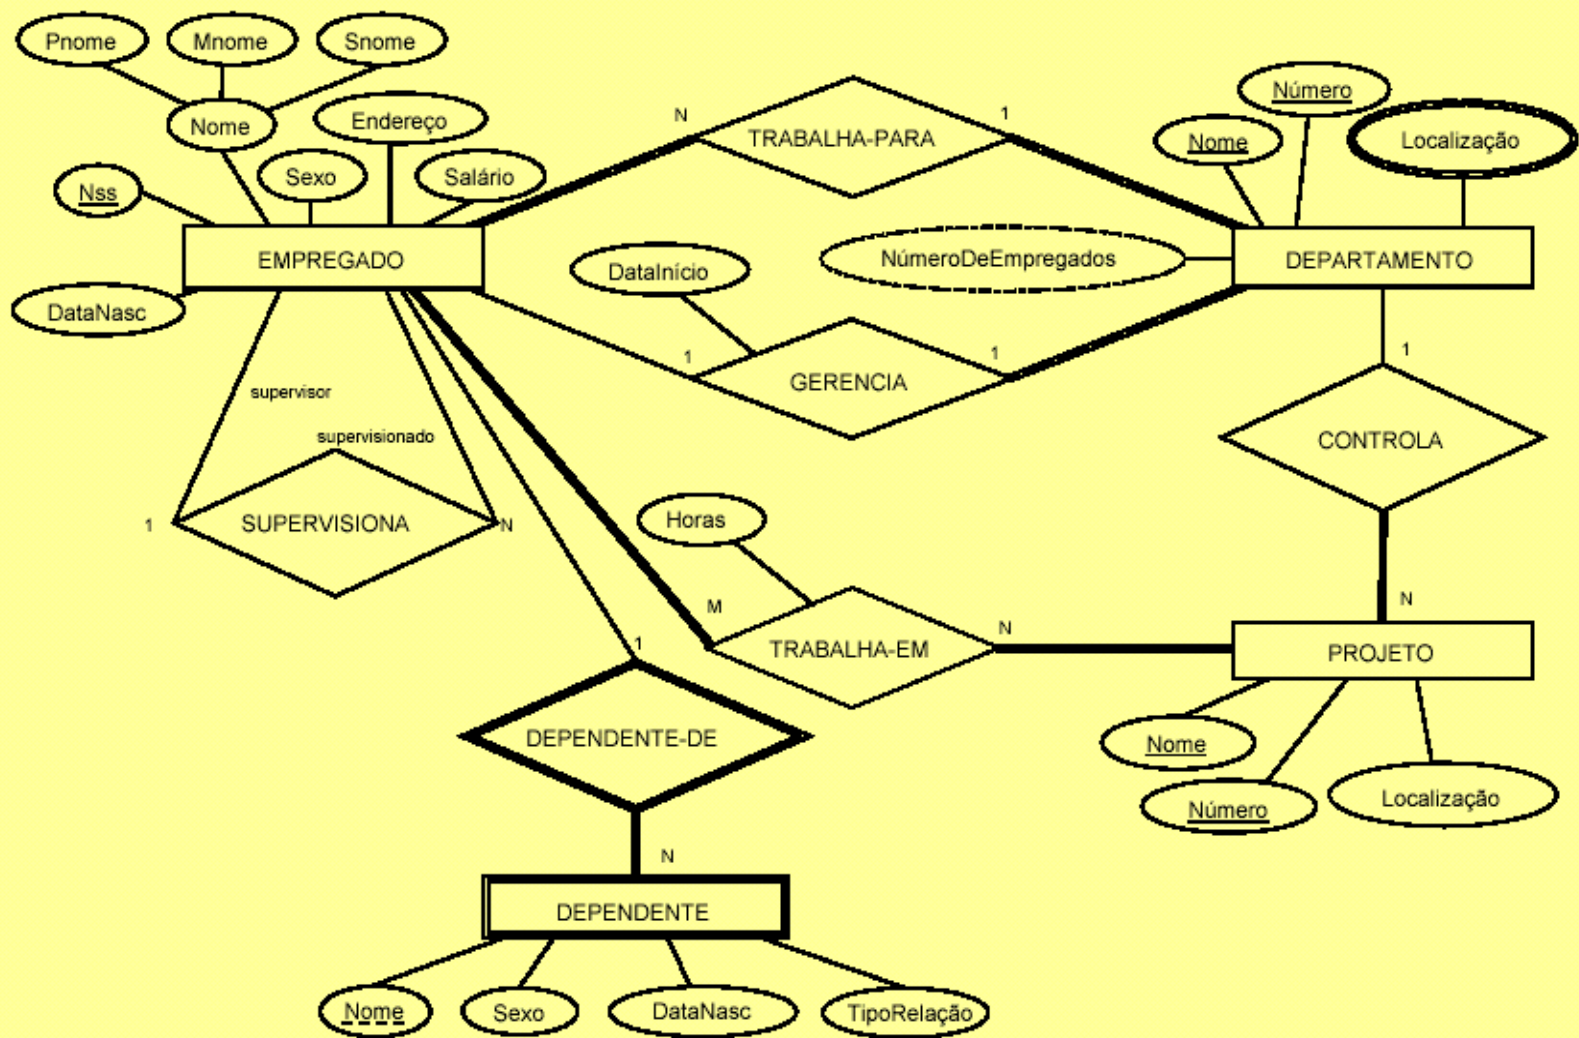 Pnome
Mnome
Snome
Nome
Endereço
Nss
Sexo
Salário
EMPREGADO
DataNasc
N
TRABALHA-PARA
1
Número
Nome
Localização
NúmeroDeEmpregados
DEPARTAMENTO
DataInício
1
GERENCIA
1
1
CONTROLA
N
supervisor
supervisionado
1
SUPERVISIONA
N
Horas
M
TRABALHA-EM
N
PROJETO
Nome
Número
Localização
1
DEPENDENTE-DE
N
DEPENDENTE
Nome
Sexo
DataNasc
TipoRelação